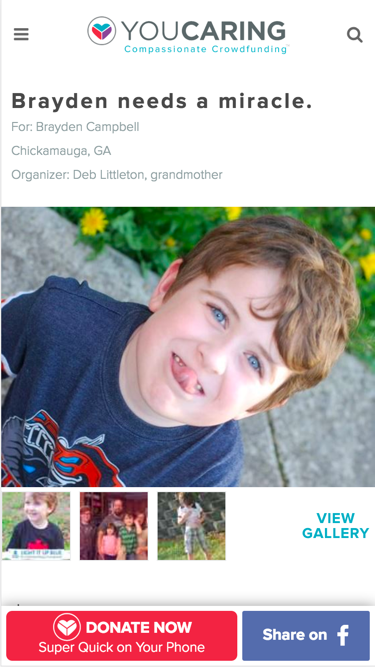 YOUCARING
Compassionate Crowdfunding™
Brayden needs a miracle.
For: Brayden Campbell
Chickamauga, GA
Organizer: Deb Littleton, grandmother
LIGHT IT UP BLUE
VIEW
GALLERY
DONATE NOW
Super Quick on Your Phone
Share on f